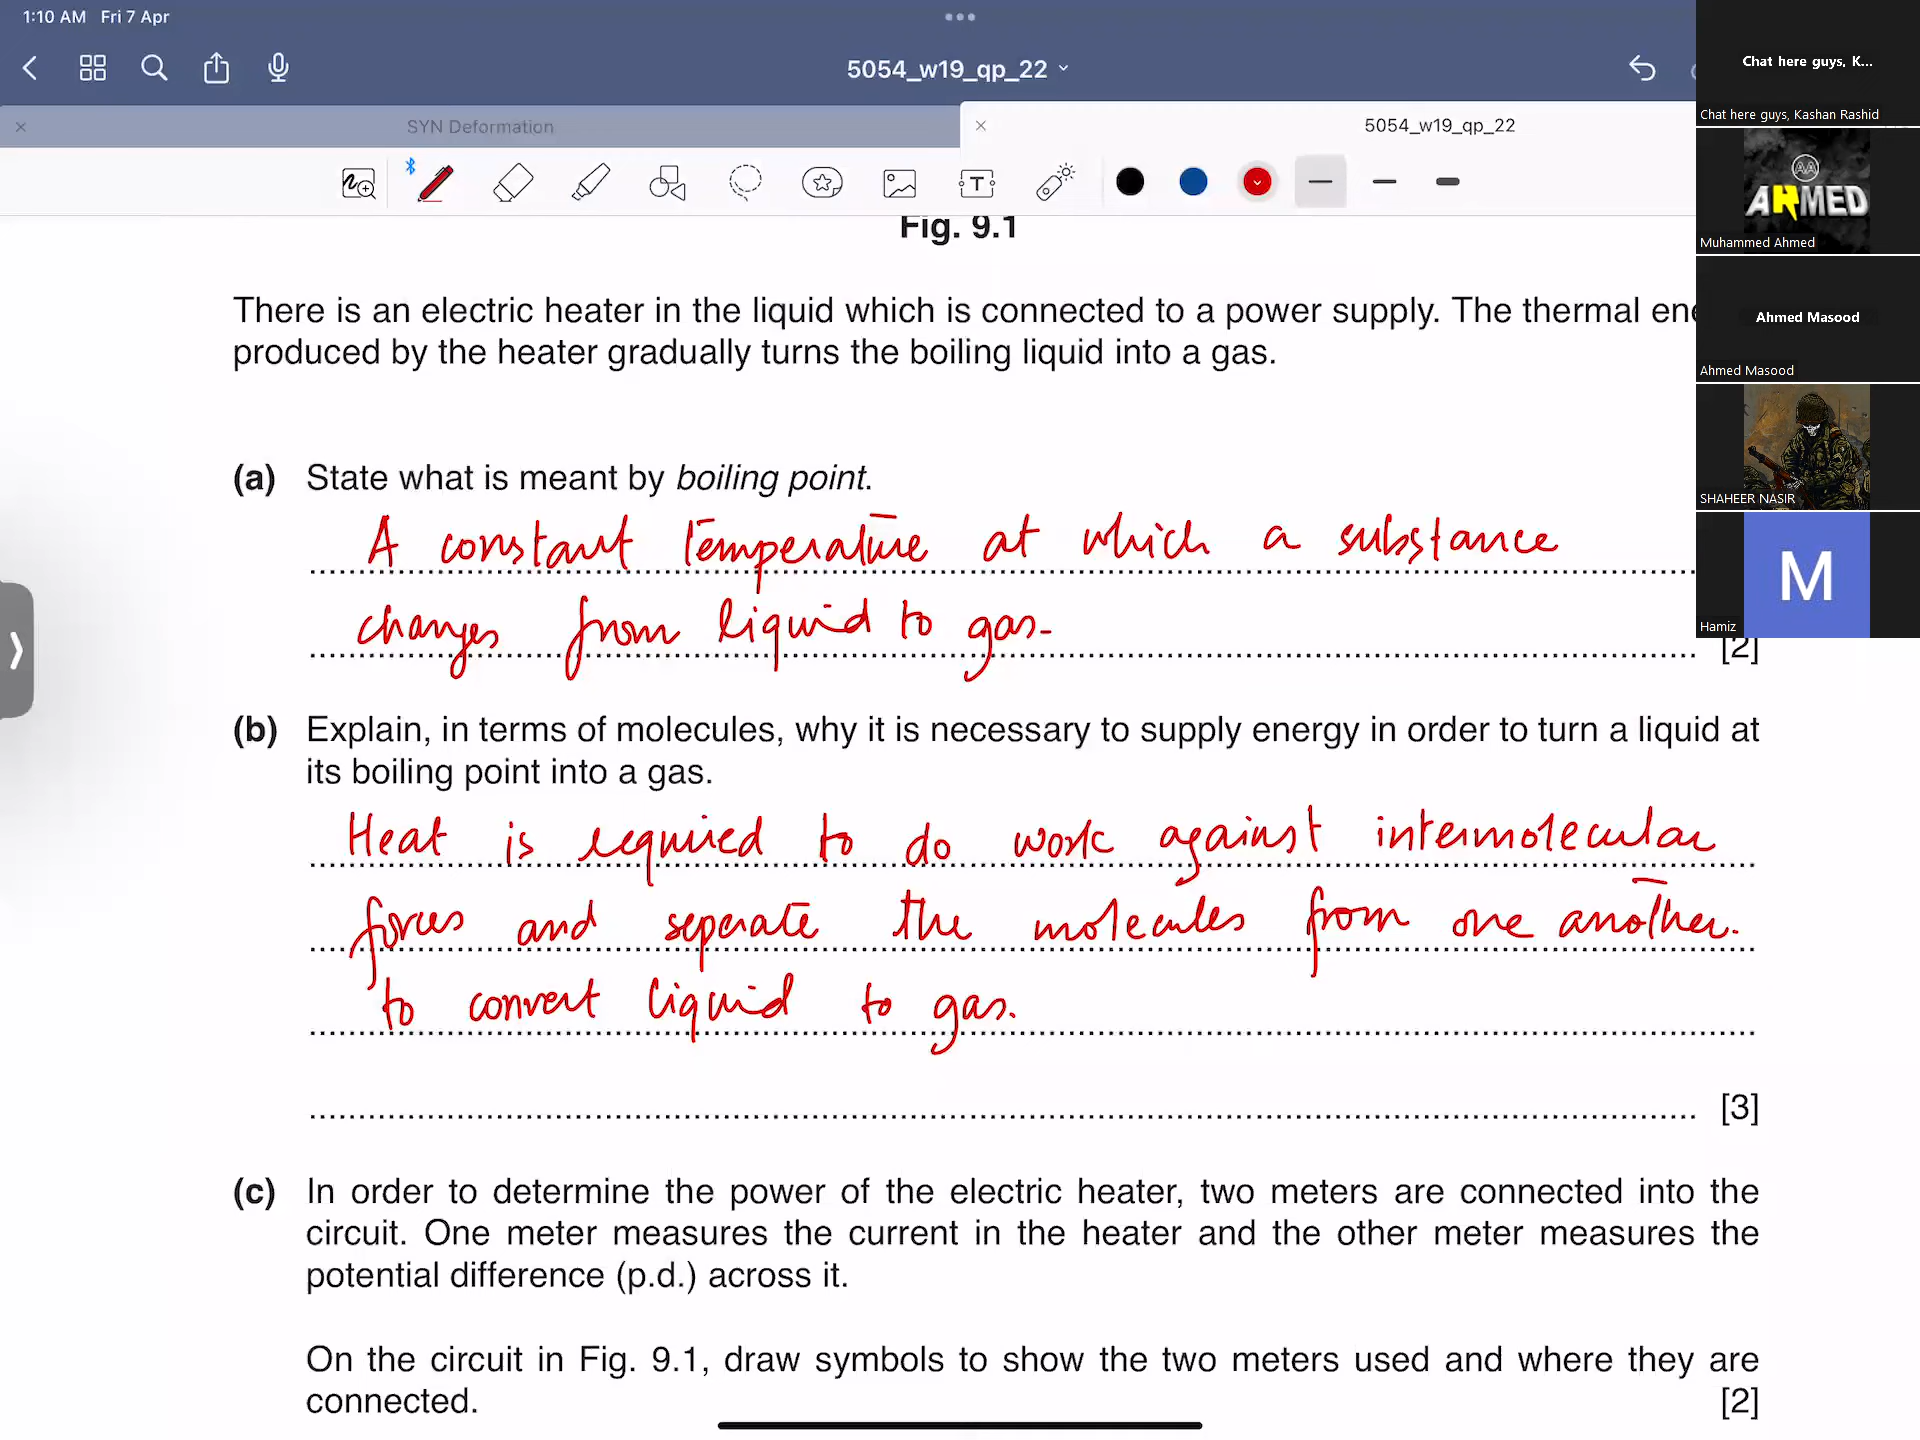 1:10 AM Fri 7 Apr
5054_w19_qp_22
SYN Deformation
5054_w19_qp_22
Fig. 9.1
There is an electric heater in the liquid which is connected to a power supply. The thermal ene
produced by the heater gradually turns the boiling liquid into a gas.
(a) State what is meant by boiling point.
A constant temperature at which a substance
changes from liquid to gas.
[2]
(b) Explain, in terms of molecules, why it is necessary to supply energy in order to turn a liquid at
its boiling point into a gas.
Heat is required to do work against intermolecular
forces and seperate the molecules from one another.
to convert liquid to gas.
[3]
(c) In order to determine the power of the electric heater, two meters are connected into the
circuit. One meter measures the current in the heater and the other meter measures the
potential difference (p.d.) across it.
On the circuit in Fig. 9.1, draw symbols to show the two meters used and where they are
connected. [2]
Chat here guys, K...
Chat here guys, Kashan Rashid
AA
ARMED
Muhammed Ahmed
Ahmed Masood
Ahmed Masood
SHAHEER NASIR
M
Hamiz